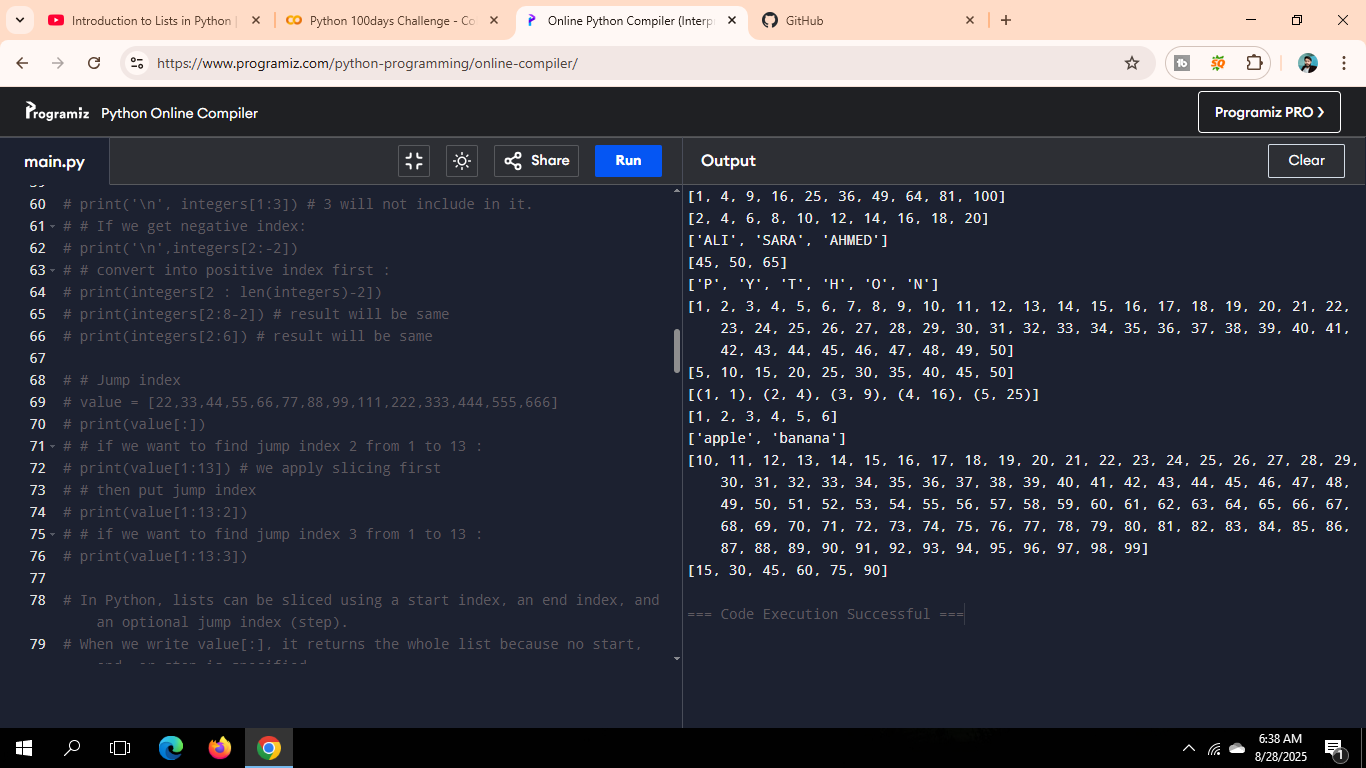 Introduction to Lists in Python
Python 100days Challenge - Co
Online Python Compiler (Interp
GitHub
https://www.programiz.com/python-programming/online-compiler/
Programiz
Python Online Compiler
Programiz PRO
main.py
Share
Run
Output
Clear
60 # print('\n', integers[1:3]) # 3 will not include in it.
61 # # If we get negative index:
62 # print('\n',integers[2:-2])
63 # # convert into positive index first :
64 # print(integers[2 : len(integers)-2])
65 # print(integers[2:8-2]) # result will be same
66 # print(integers[2:6]) # result will be same
67
68 # # Jump index
69 # value = [22,33,44,55,66,77,88,99,111,222,333,444,555,666]
70 # print(value[:])
71 # # if we want to find jump index 2 from 1 to 13 :
72 # print(value[1:13]) # we apply slicing first
73 # # then put jump index
74 # print(value[1:13:2])
75 # # if we want to find jump index 3 from 1 to 13 :
76 # print(value[1:13:3])
77
78 # In Python, lists can be sliced using a start index, an end index, and
an optional jump index (step).
79 # When we write value[:], it returns the whole list because no start,
[1, 4, 9, 16, 25, 36, 49, 64, 81, 100]
[2, 4, 6, 8, 10, 12, 14, 16, 18, 20]
['ALI', 'SARA', 'AHMED']
[45, 50, 65]
['P', 'Y', 'T', 'H', 'O', 'N']
[1, 2, 3, 4, 5, 6, 7, 8, 9, 10, 11, 12, 13, 14, 15, 16, 17, 18, 19, 20, 21, 22,
23, 24, 25, 26, 27, 28, 29, 30, 31, 32, 33, 34, 35, 36, 37, 38, 39, 40, 41,
42, 43, 44, 45, 46, 47, 48, 49, 50]
[5, 10, 15, 20, 25, 30, 35, 40, 45, 50]
[(1, 1), (2, 4), (3, 9), (4, 16), (5, 25)]
[1, 2, 3, 4, 5, 6]
['apple', 'banana']
[10, 11, 12, 13, 14, 15, 16, 17, 18, 19, 20, 21, 22, 23, 24, 25, 26, 27, 28, 29,
30, 31, 32, 33, 34, 35, 36, 37, 38, 39, 40, 41, 42, 43, 44, 45, 46, 47, 48,
49, 50, 51, 52, 53, 54, 55, 56, 57, 58, 59, 60, 61, 62, 63, 64, 65, 66, 67,
68, 69, 70, 71, 72, 73, 74, 75, 76, 77, 78, 79, 80, 81, 82, 83, 84, 85, 86,
87, 88, 89, 90, 91, 92, 93, 94, 95, 96, 97, 98, 99]
[15, 30, 45, 60, 75, 90]
=== Code Execution Successful ===
6:38 AM
8/28/2025
1